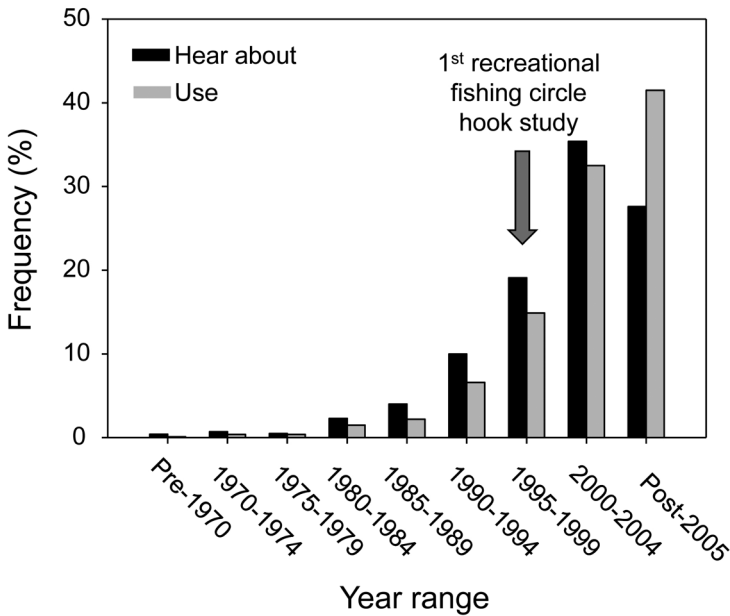 50
40
30
20
10
0
Frequency (%)
Hear about
Use
1st recreational
fishing circle
hook study
Pre-1970
1970-1974
1975-1979
1980-1984
1985-1989
1990-1994
1995-1999
2000-2004
Post-2005
Year range